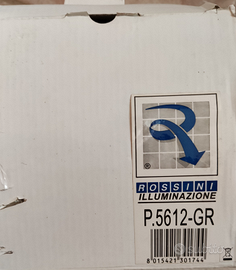 ®
ROSSINI
ILLUMINAZIONE
P.5612-GR
8 015421 301744